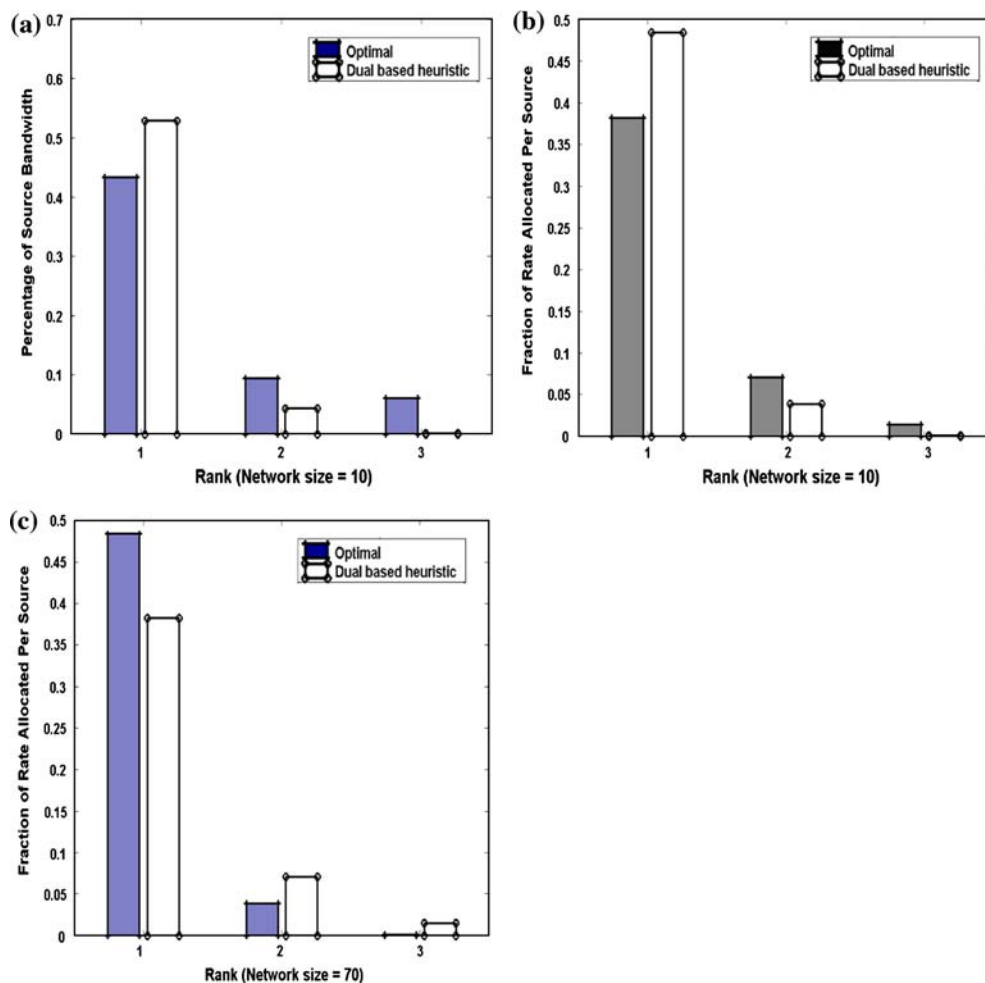 (a)
0.7
0.6
0.5
0.4
0.3
0.2
0.1
0
Percentage of Source Bandwidth
Optimal
Dual based heuristic
1 2 3
Rank (Network size = 10)
(b)
0.5
0.45
0.4
0.35
0.3
0.25
0.2
0.15
0.1
0.05
0
Fraction of Rate Allocated Per Source
Optimal
Dual based heuristic
1 2 3
Rank (Network size = 10)
(c)
0.5
0.45
0.4
0.35
0.3
0.25
0.2
0.15
0.1
0.05
0
Fraction of Rate Allocated Per Source
Optimal
Dual based heuristic
1 2 3
Rank (Network size = 70)